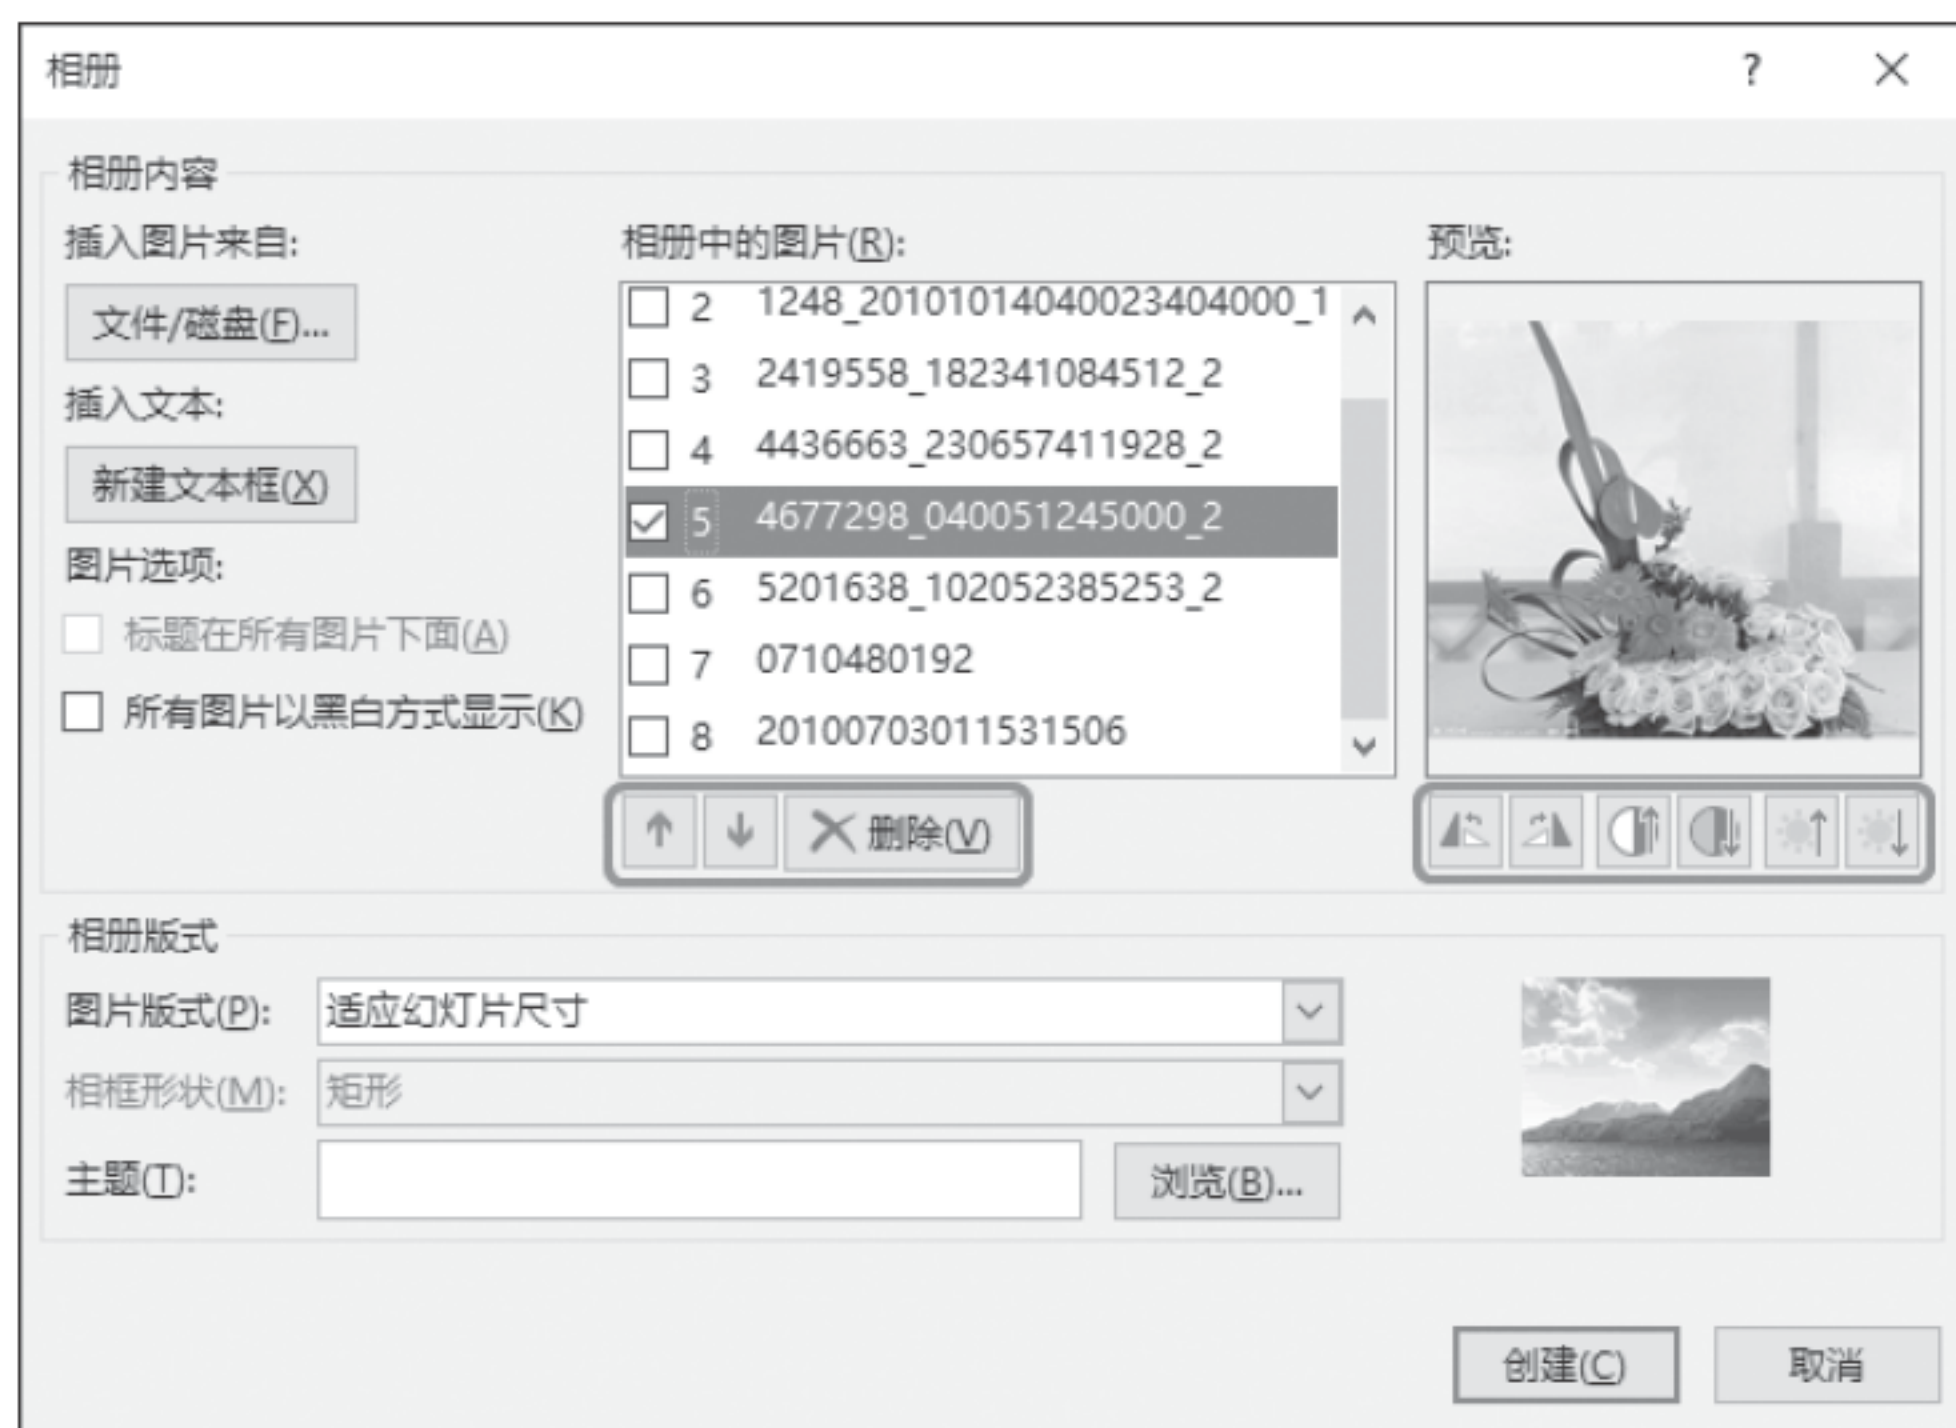 相册
?
相册内容
插入图片来自:
文件/磁盘(F)...
插入文本:
新建文本框(X)
图片选项:
标题在所有图片下面(A)
所有图片以黑白方式显示(K)
相册中的图片(R):
2 1248_20101014040023404000_1
3 2419558_182341084512_2
4 4436663_230657411928_2
5 4677298_040051245000_2
6 5201638_102052385253_2
7 0710480192
8 20100703011531506
删除(V)
预览:
相册版式
图片版式(P): 适应幻灯片尺寸
相框形状(M): 矩形
主题(T):
浏览(B)...
创建(C)
取消